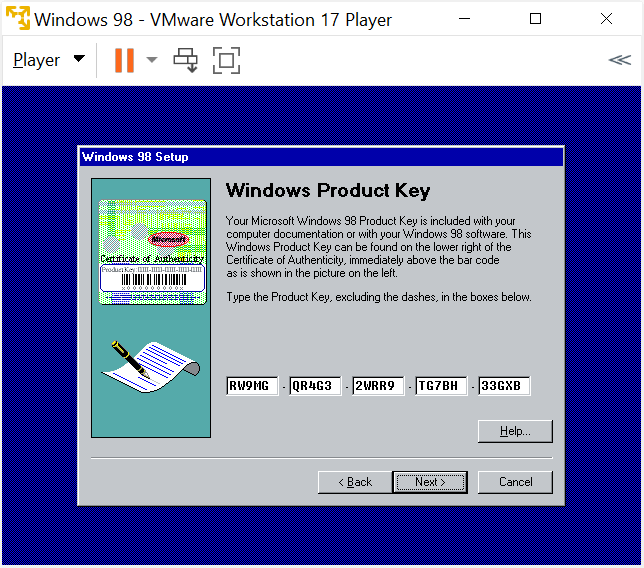 Windows 98 - VMware Workstation 17 Player
Player
Windows 98 Setup
Windows Product Key
Your Microsoft Windows 98 Product Key is included with your
computer documentation or with your Windows 98 software. This
Windows Product Key can be found on the lower right of the
Certificate of Authenticity, immediately above the bar code
as is shown in the picture on the left.
Type the Product Key, excluding the dashes, in the boxes below.
Microsoft
Certificate of Authenticity
Product Key:
RW9MG - QR4G3 - 2WRR9 - TG7BH - 33GXB
Help...
< Back Next > Cancel